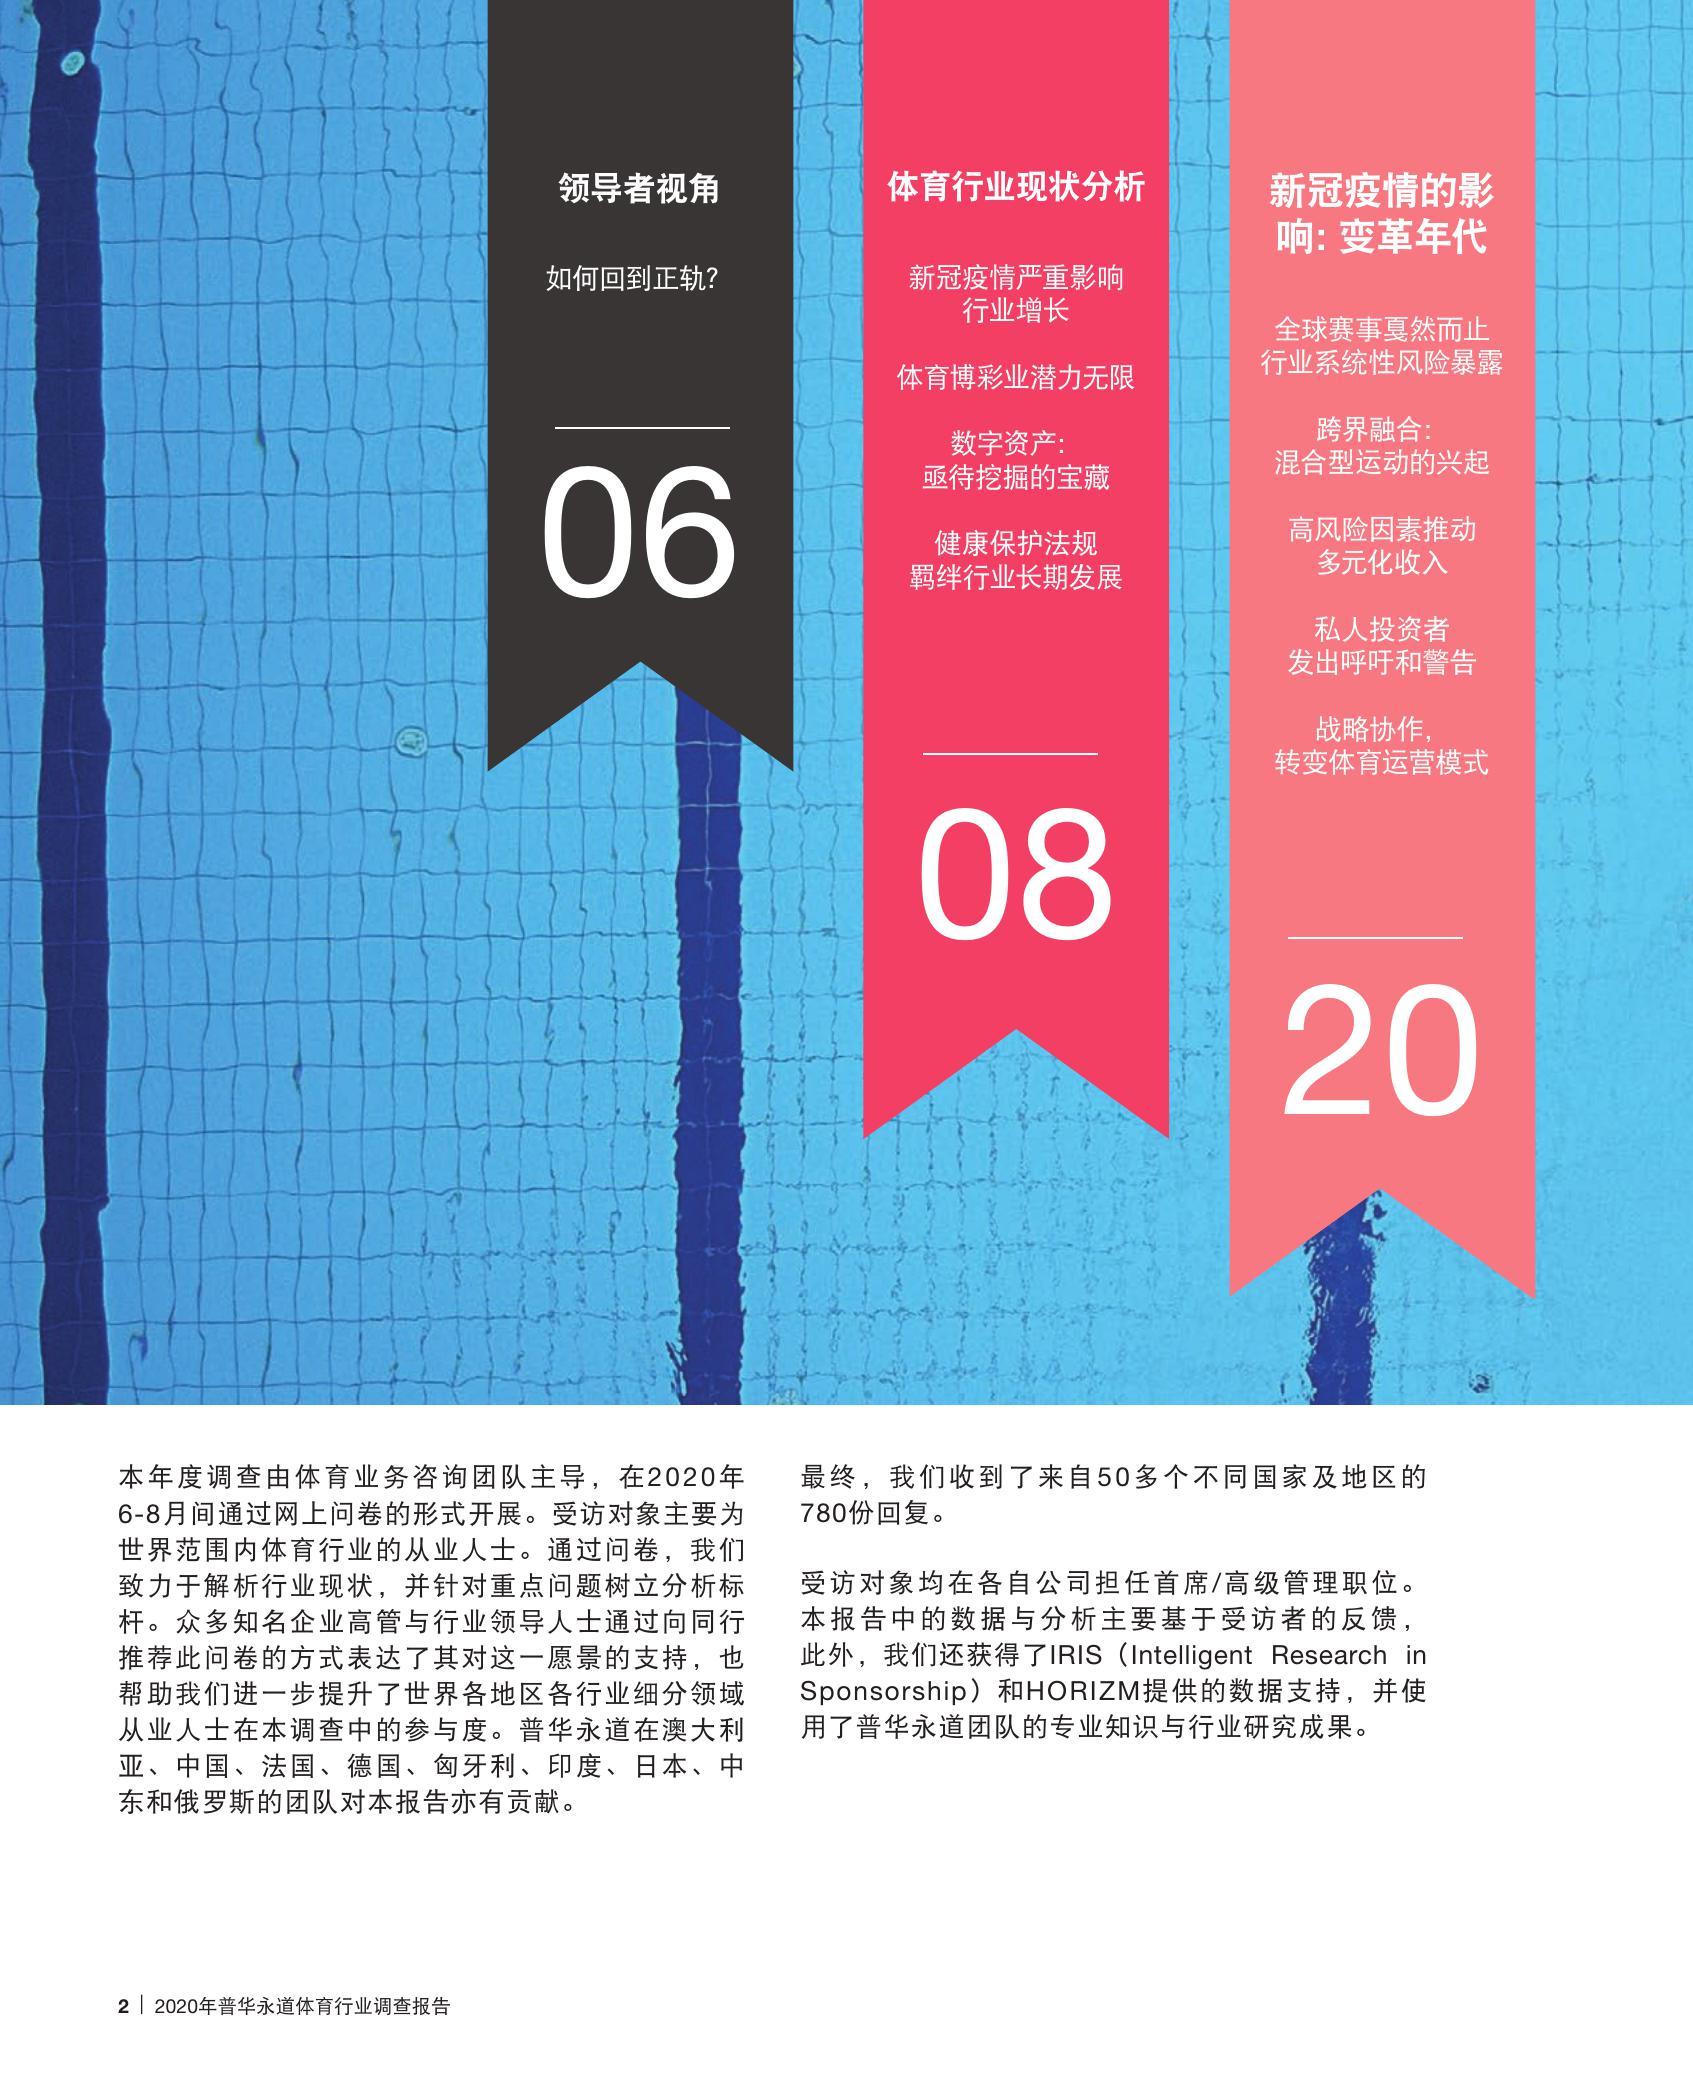 领导者视角
如何回到正轨?
06
体育行业现状分析
新冠疫情严重影响
行业增长
体育博彩业潜力无限
数字资产:
亟待挖掘的宝藏
健康保护法规
羁绊行业长期发展
08
新冠疫情的影
响: 变革年代
全球赛事戛然而止
行业系统性风险暴露
跨界融合:
混合型运动的兴起
高风险因素推动
多元化收入
私人投资者
发出呼吁和警告
战略协作,
转变体育运营模式
20
本年度调查由体育业务咨询团队主导，在2020年
6-8月间通过网上问卷的形式开展。受访对象主要为
世界范围内体育行业的从业人士。通过问卷，我们
致力于解析行业现状，并针对重点问题树立分析标
杆。众多知名企业高管与行业领导人士通过向同行
推荐此问卷的方式表达了其对这一愿景的支持，也
帮助我们进一步提升了世界各地区各行业细分领域
从业人士在本调查中的参与度。普华永道在澳大利
亚、中国、法国、德国、匈牙利、印度、日本、中
东和俄罗斯的团队对本报告亦有贡献。
最终，我们收到了来自50多个不同国家及地区的
780份回复。
受访对象均在各自公司担任首席/高级管理职位。
本报告中的数据与分析主要基于受访者的反馈，
此外，我们还获得了IRIS（Intelligent Research in
Sponsorship）和HORIZM提供的数据支持，并使
用了普华永道团队的专业知识与行业研究成果。
2 | 2020年普华永道体育行业调查报告